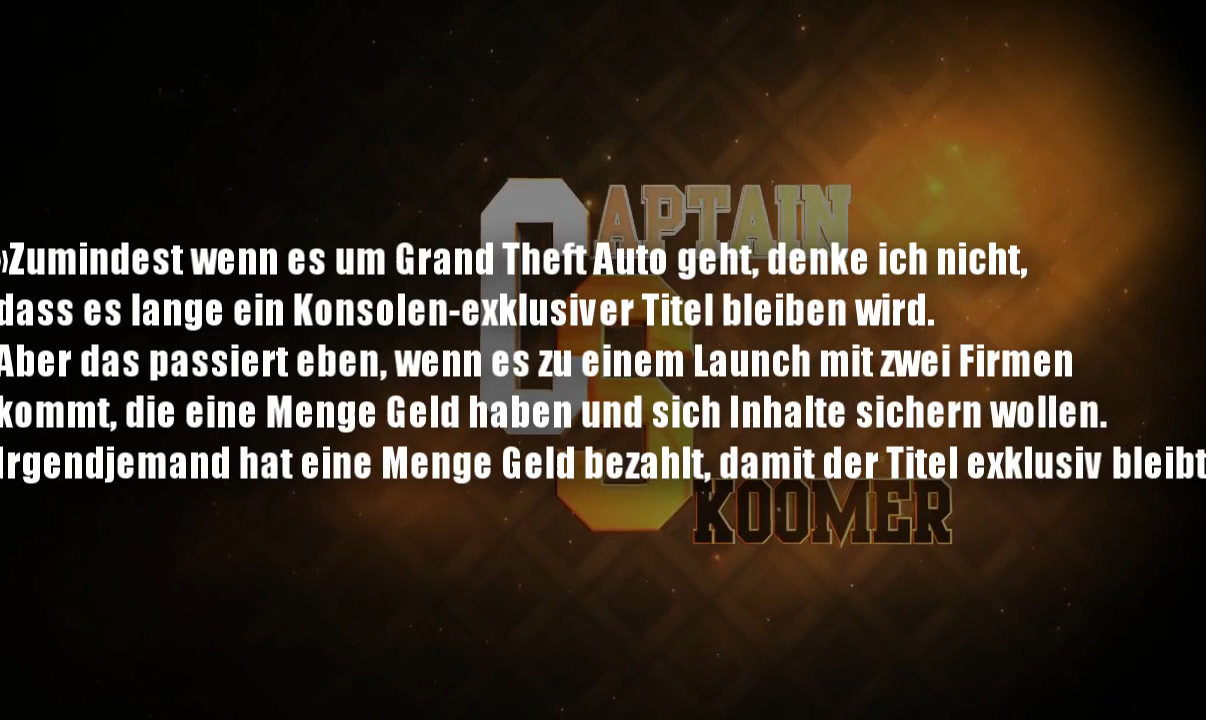 »Zumindest wenn es um Grand Theft Auto geht, denke ich nicht,
dass es lange ein Konsolen-exklusiver Titel bleiben wird.
Aber das passiert eben, wenn es zu einem Launch mit zwei Firmen
kommt, die eine Menge Geld haben und sich Inhalte sichern wollen.
Irgendjemand hat eine Menge Geld bezahlt, damit der Titel exklusiv bleibt
CAPTAIN
KOOMER